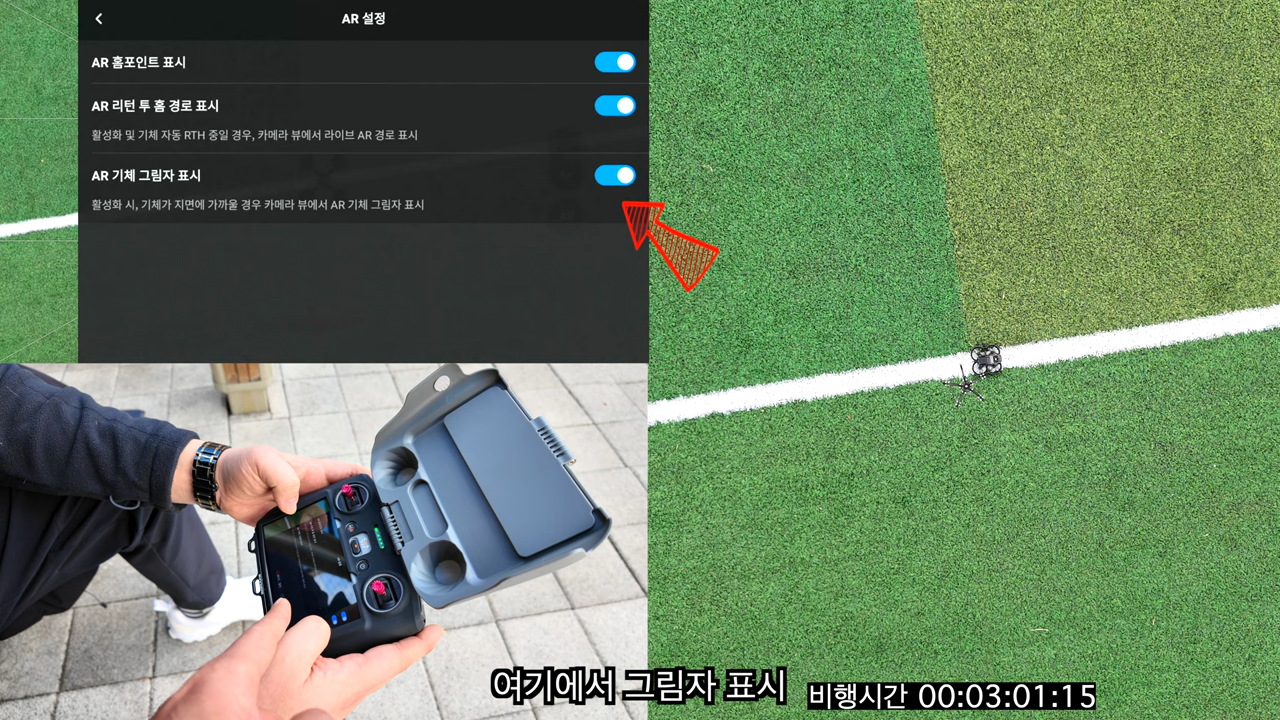 AR 설정
AR 홈포인트 표시
AR 리턴 투 홈 경로 표시
활성화 및 기체 자동 RTH 중일 경우, 카메라 뷰에서 라이브 AR 경로 표시
AR 기체 그림자 표시
활성화 시, 기체가 지면에 가까울 경우 카메라 뷰에서 AR 기체 그림자 표시
여기에서 그림자 표시
비행시간 00:03:01:15